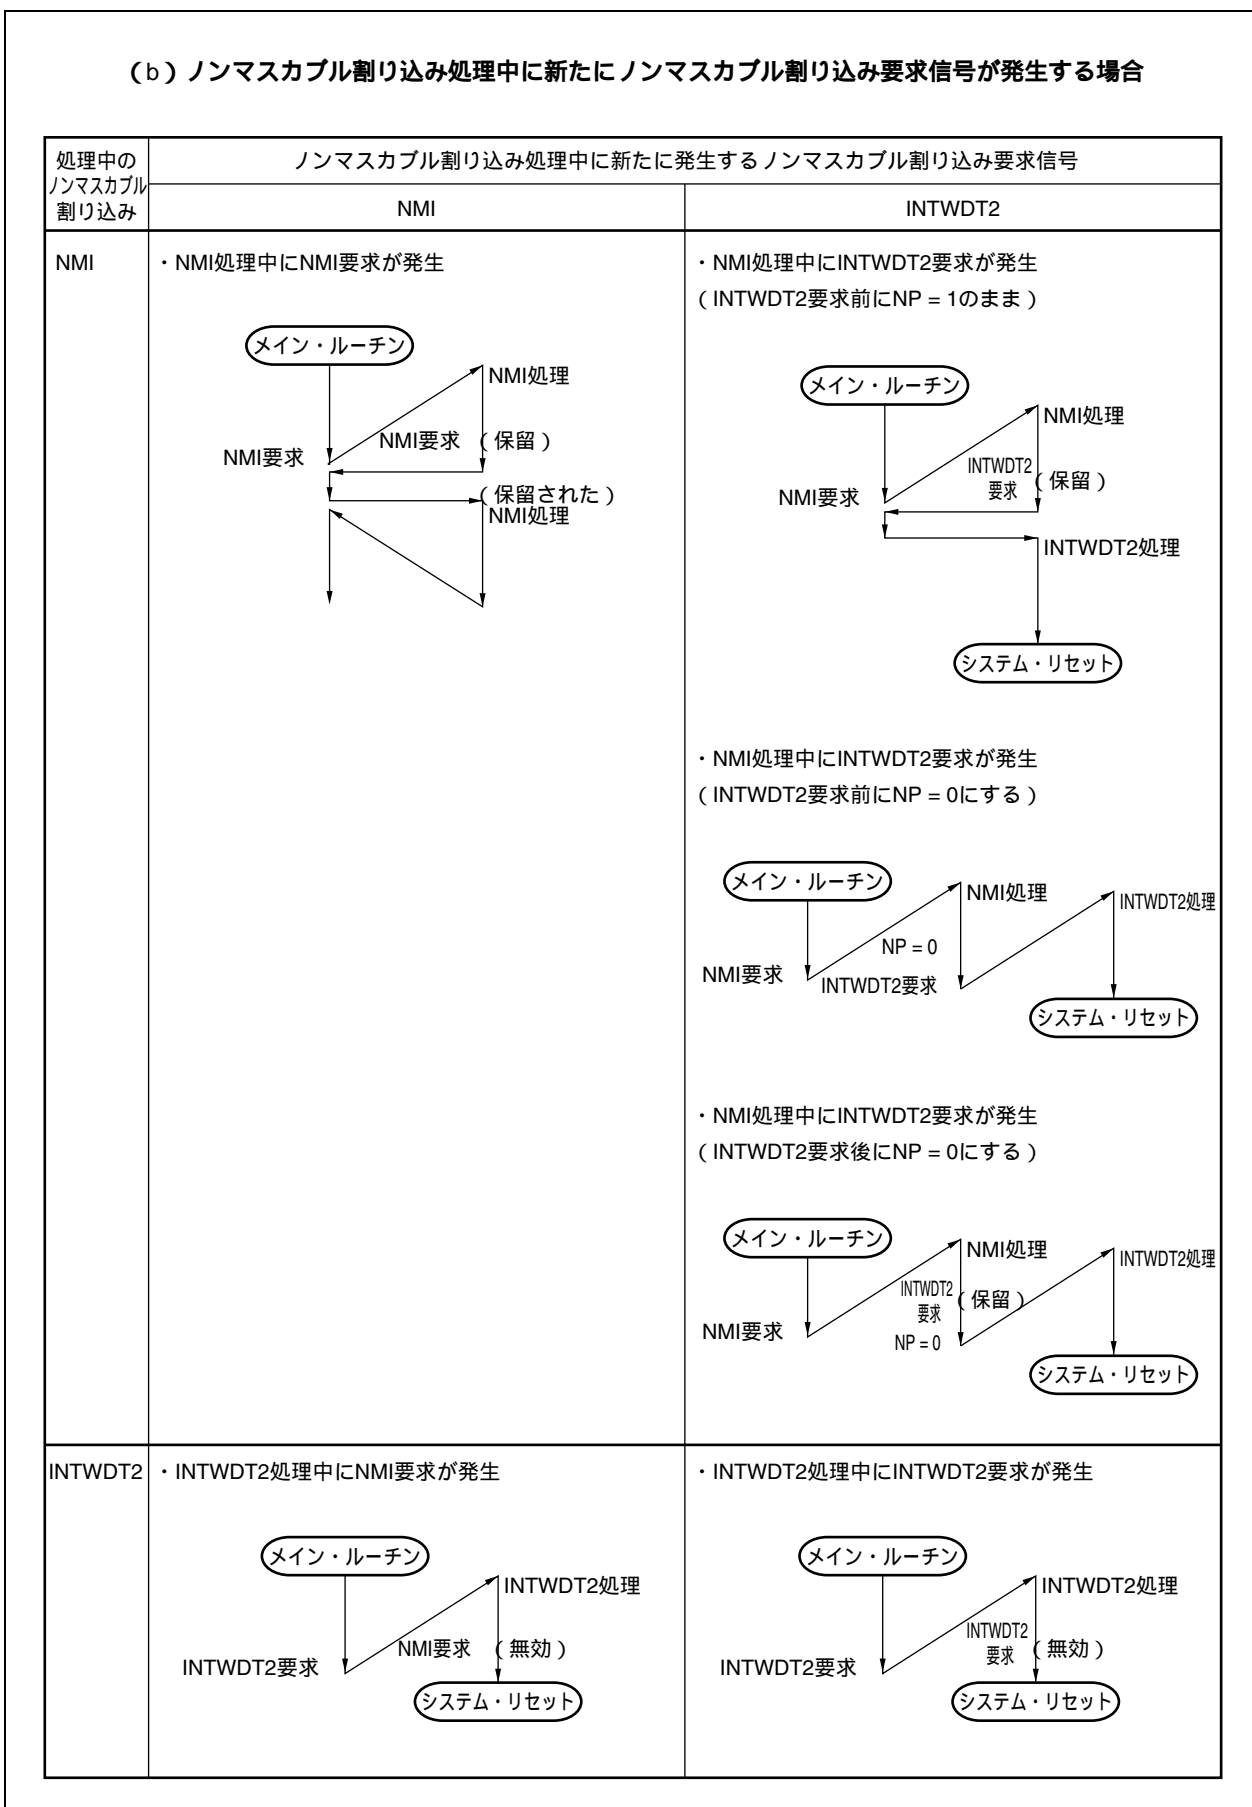 （b）ノンマスカブル割り込み処理中に新たにノンマスカブル割り込み要求信号が発生する場合
処理中の
ノンマスカブル
割り込み
ノンマスカブル割り込み処理中に新たに発生するノンマスカブル割り込み要求信号
NMI
INTWDT2
NMI
・NMI処理中にNMI要求が発生
メイン・ルーチン
NMI処理
NMI要求
NMI要求
（保留）
（保留された）
NMI処理
・NMI処理中にINTWDT2要求が発生
（INTWDT2要求前にNP = 1のまま）
メイン・ルーチン
NMI処理
INTWDT2
要求
（保留）
NMI要求
INTWDT2処理
システム・リセット
・NMI処理中にINTWDT2要求が発生
（INTWDT2要求前にNP = 0にする）
メイン・ルーチン
NMI処理
INTWDT2処理
NP = 0
NMI要求
INTWDT2要求
システム・リセット
・NMI処理中にINTWDT2要求が発生
（INTWDT2要求後にNP = 0にする）
メイン・ルーチン
NMI処理
INTWDT2処理
INTWDT2
要求
（保留）
NMI要求
NP = 0
システム・リセット
INTWDT2
・INTWDT2処理中にNMI要求が発生
メイン・ルーチン
INTWDT2処理
NMI要求
（無効）
INTWDT2要求
システム・リセット
・INTWDT2処理中にINTWDT2要求が発生
メイン・ルーチン
INTWDT2処理
INTWDT2
要求
（無効）
INTWDT2要求
システム・リセット